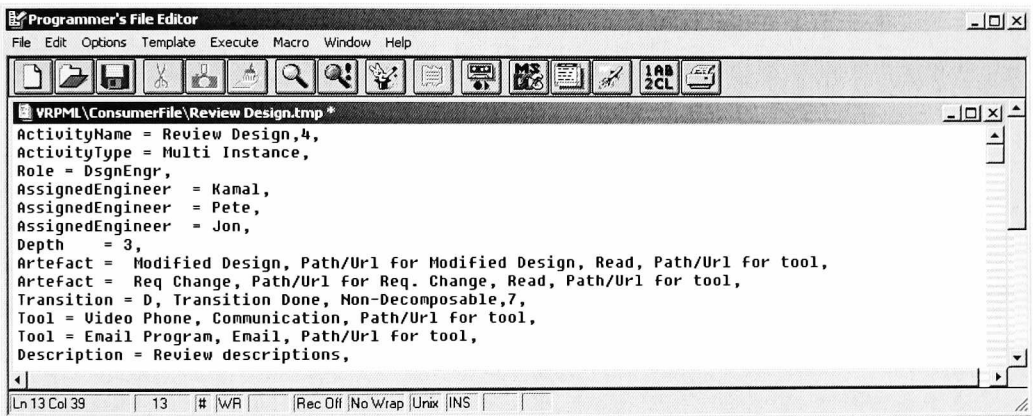 Programmer's File Editor
File Edit Options Template Execute Macro Window Help
MS DOS 1AB 2CL
VRPML\ConsumerFile\Review Design.tmp *
ActivityName = Review Design,4,
ActivityType = Multi Instance,
Role = DsgnEngr,
AssignedEngineer = Kamal,
AssignedEngineer = Pete,
AssignedEngineer = Jon,
Depth = 3,
Artefact = Modified Design, Path/Url for Modified Design, Read, Path/Url for tool,
Artefact = Req Change, Path/Url for Req. Change, Read, Path/Url for tool,
Transition = D, Transition Done, Non-Decomposable,7,
Tool = Video Phone, Communication, Path/Url for tool,
Tool = Email Program, Email, Path/Url for tool,
Description = Review descriptions,
Ln 13 Col 39 13 # WR Rec Off No Wrap Unix INS